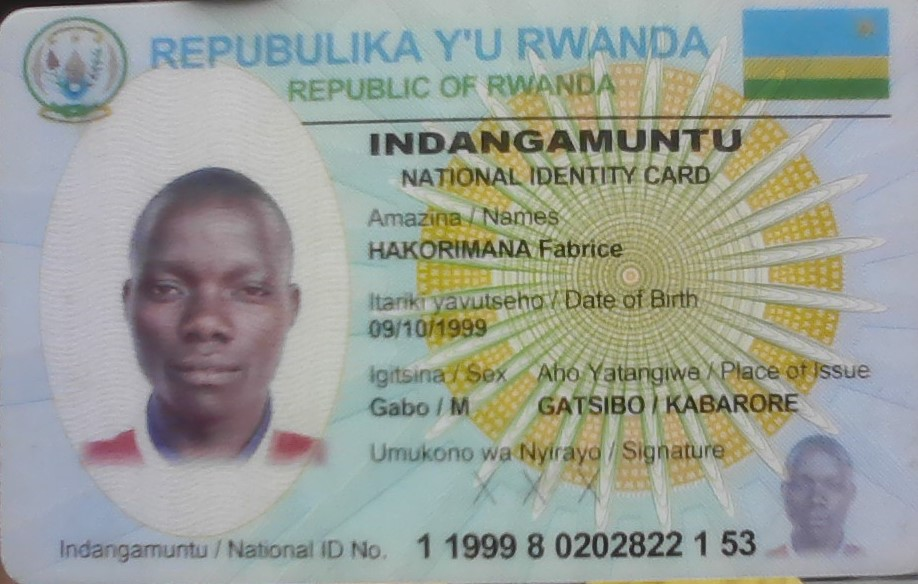 REPUBULIKA Y'U RWANDA
REPUBLIC OF RWANDA
INDANGAMUNTU
NATIONAL IDENTITY CARD
Amazina / Names
HAKORIMANA Fabrice
Itariki yavutseho / Date of Birth
09/10/1999
Igitsina / Sex Aho Yatangiwe / Place of Issue
Gabo / M GATSIBO / KABARORE
Umukono wa Nyirayo / Signature
X X X
Indangamuntu / National ID No. 1 1999 8 0202822 1 53